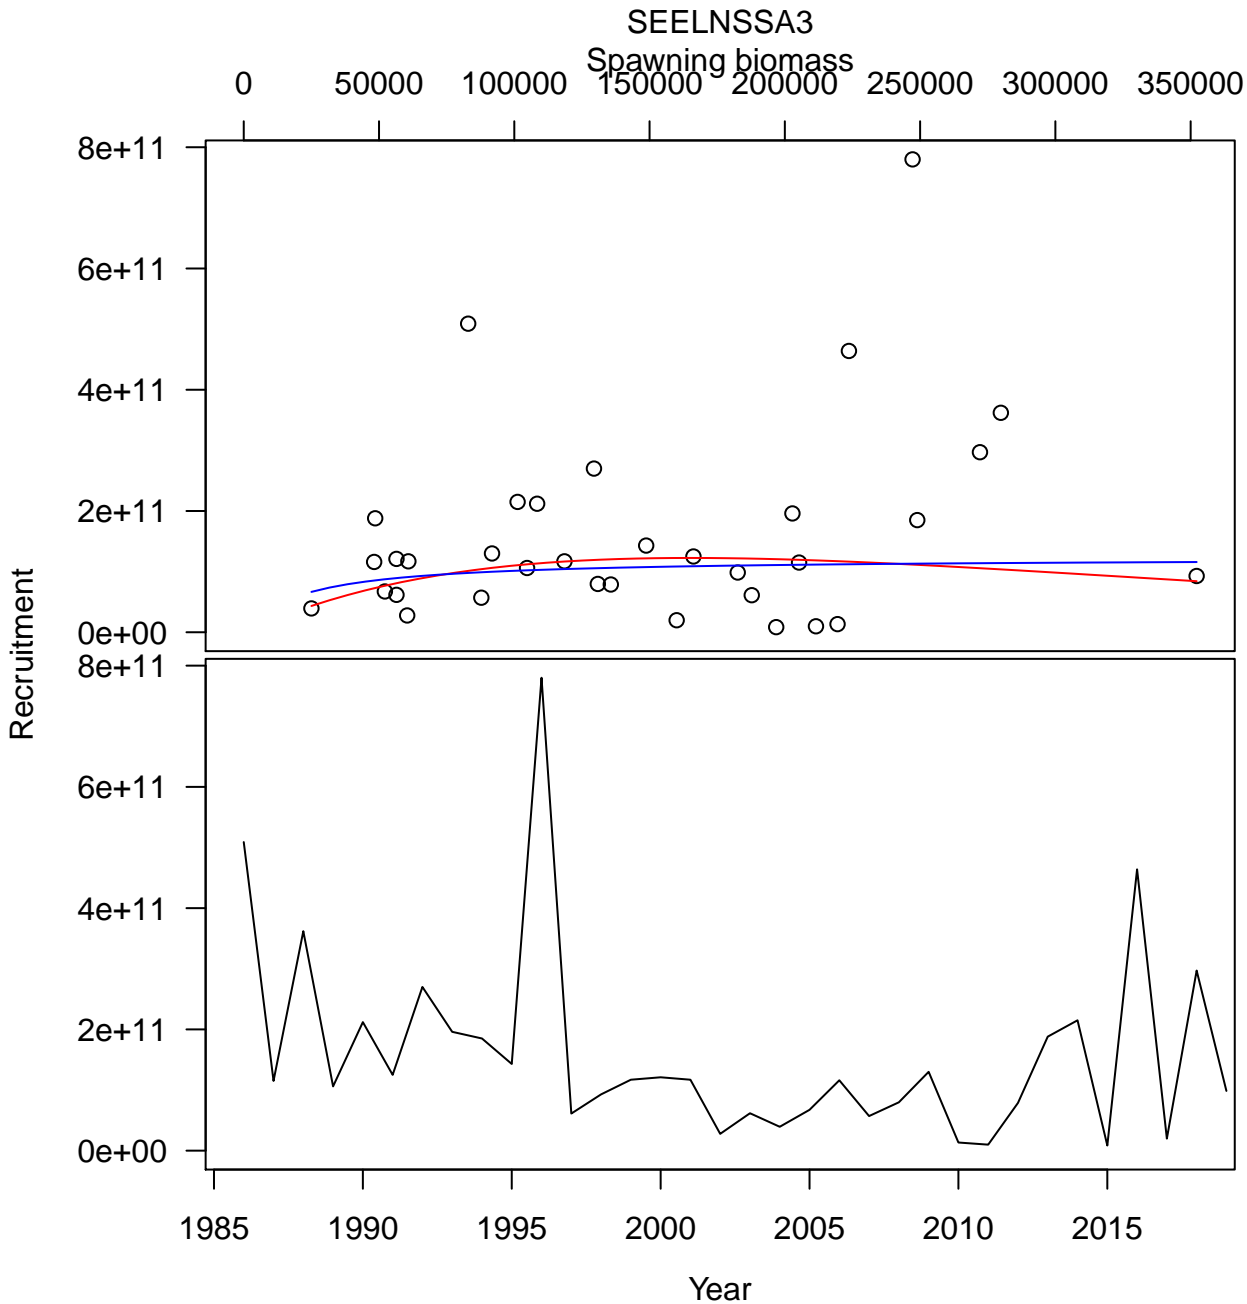 SEELNSSA3
Spawning biomass
0 50000 100000 150000 200000 250000 300000 350000
8e+11
6e+11
4e+11
2e+11
0e+00
Recruitment
8e+11
6e+11
4e+11
2e+11
0e+00
1985 1990 1995 2000 2005 2010 2015
Year